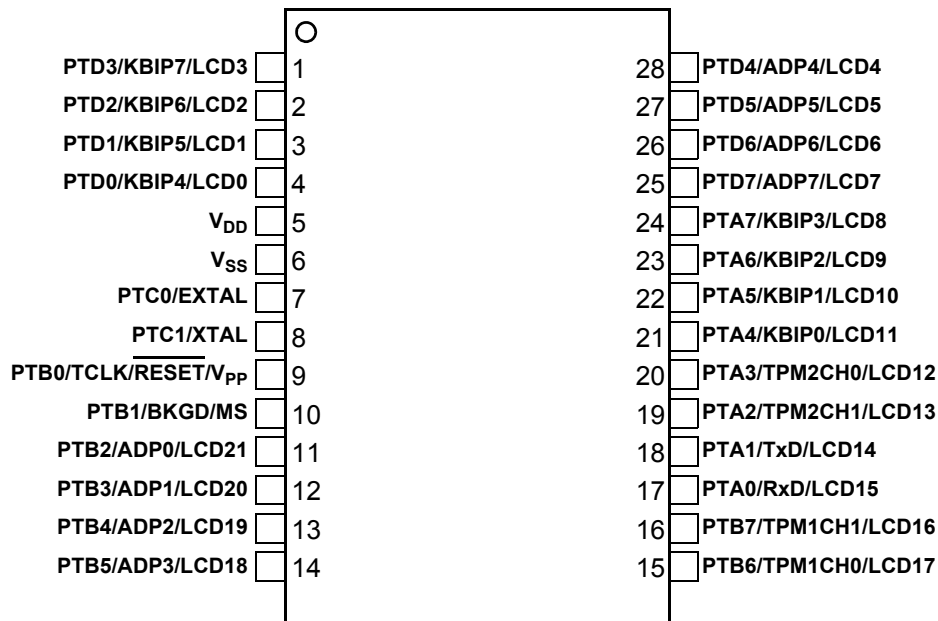 PTD3/KBIP7/LCD3 1 28 PTD4/ADP4/LCD4
PTD2/KBIP6/LCD2 2 27 PTD5/ADP5/LCD5
PTD1/KBIP5/LCD1 3 26 PTD6/ADP6/LCD6
PTD0/KBIP4/LCD0 4 25 PTD7/ADP7/LCD7
VDD 5 24 PTA7/KBIP3/LCD8
VSS 6 23 PTA6/KBIP2/LCD9
PTC0/EXTAL 7 22 PTA5/KBIP1/LCD10
PTC1/XTAL 8 21 PTA4/KBIP0/LCD11
PTB0/TCLK/RESET/VPP 9 20 PTA3/TPM2CH0/LCD12
PTB1/BKGD/MS 10 19 PTA2/TPM2CH1/LCD13
PTB2/ADP0/LCD21 11 18 PTA1/TxD/LCD14
PTB3/ADP1/LCD20 12 17 PTA0/RxD/LCD15
PTB4/ADP2/LCD19 13 16 PTB7/TPM1CH1/LCD16
PTB5/ADP3/LCD18 14 15 PTB6/TPM1CH0/LCD17